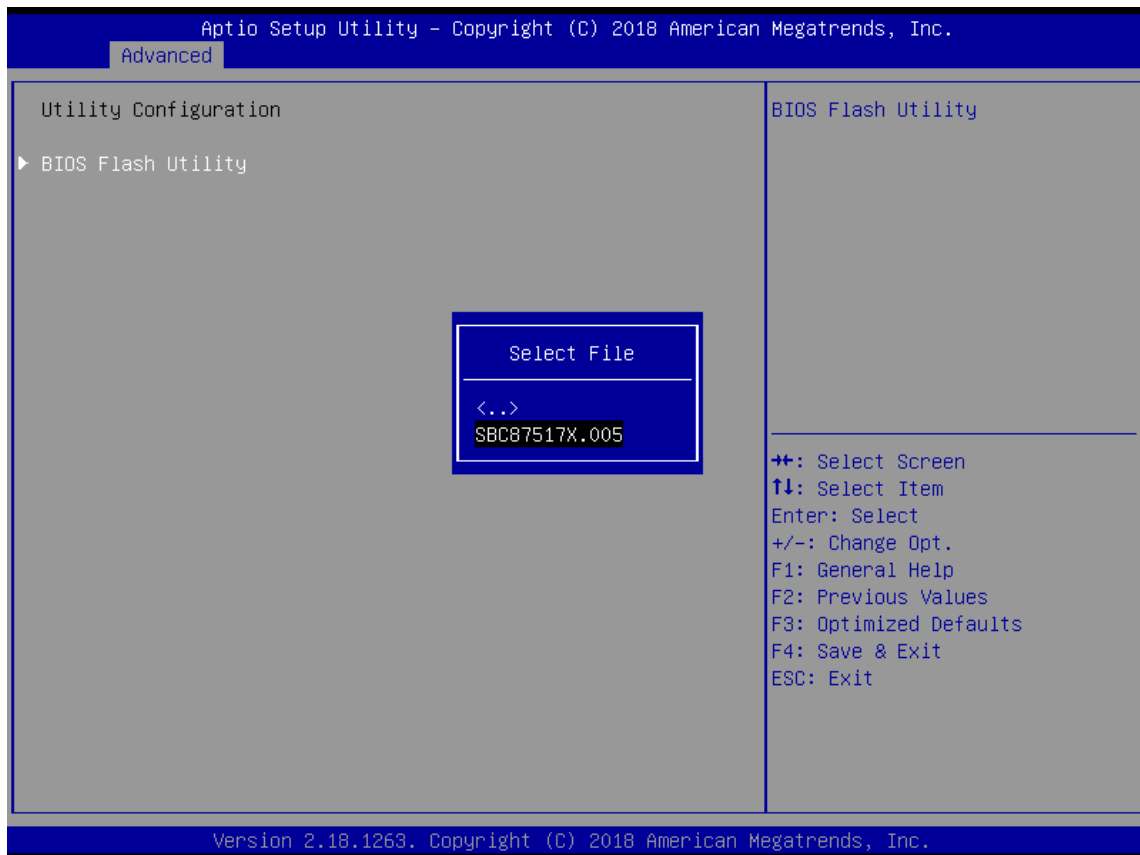 Aptio Setup Utility – Copyright (C) 2018 American Megatrends, Inc.
Advanced
Utility Configuration
BIOS Flash Utility
Select File
<..>
SBC87517X.005
BIOS Flash Utility
→←: Select Screen
↑↓: Select Item
Enter: Select
+/-: Change Opt.
F1: General Help
F2: Previous Values
F3: Optimized Defaults
F4: Save & Exit
ESC: Exit
Version 2.18.1263. Copyright (C) 2018 American Megatrends, Inc.